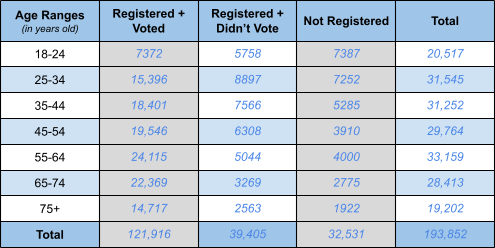 Age Ranges Registered + Registered + Not Registered Total
(in years old) Voted Didn't Vote
18-24 7372 5758 7387 20,517
25-34 15,396 8897 7252 31,545
35-44 18,401 7566 5285 31,252
45-54 19,546 6308 3910 29,764
55-64 24,115 5044 4000 33,159
65-74 22,369 3269 2775 28,413
75+ 14,717 2563 1922 19,202
Total 121,916 39,405 32,531 193,852